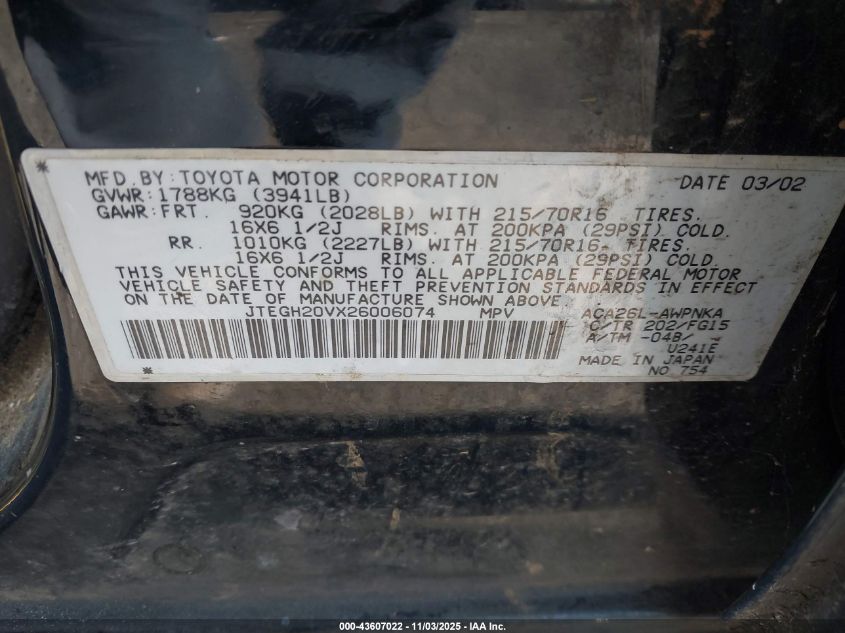 MFD. BY: TOYOTA MOTOR CORPORATION DATE 03/02
GVWR: 1788KG (3941LB)
GAWR: FRT. 920KG (2028LB) WITH 215/70R16 TIRES.
16X6 1/2J RIMS. AT 200KPA (29PSI) COLD.
RR. 1010KG (2227LB) WITH 215/70R16 TIRES.
16X6 1/2J RIMS. AT 200KPA (29PSI) COLD.
THIS VEHICLE CONFORMS TO ALL APPLICABLE FEDERAL MOTOR
VEHICLE SAFETY AND THEFT PREVENTION STANDARDS IN EFFECT
ON THE DATE OF MANUFACTURE SHOWN ABOVE.
JTEGH20VX26006074 MPV ACA26L-AWPNKA
C/TR 202/FG15
A/TM -04B/
U241E
MADE IN JAPAN
NO 754
000-43607022 - 11/03/2025 - IAA Inc.